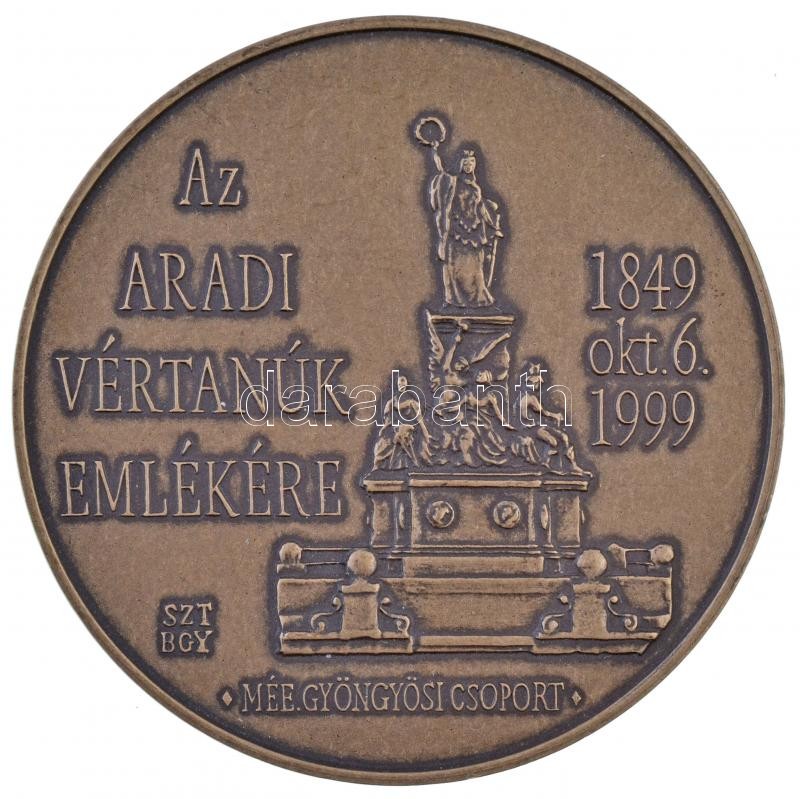 Az
ARADI
VÉRTANÚK
EMLÉKÉRE
1849
okt. 6.
1999
SZT
BGY
MÉE. GYÖNGYÖSI CSOPORT
darabanth